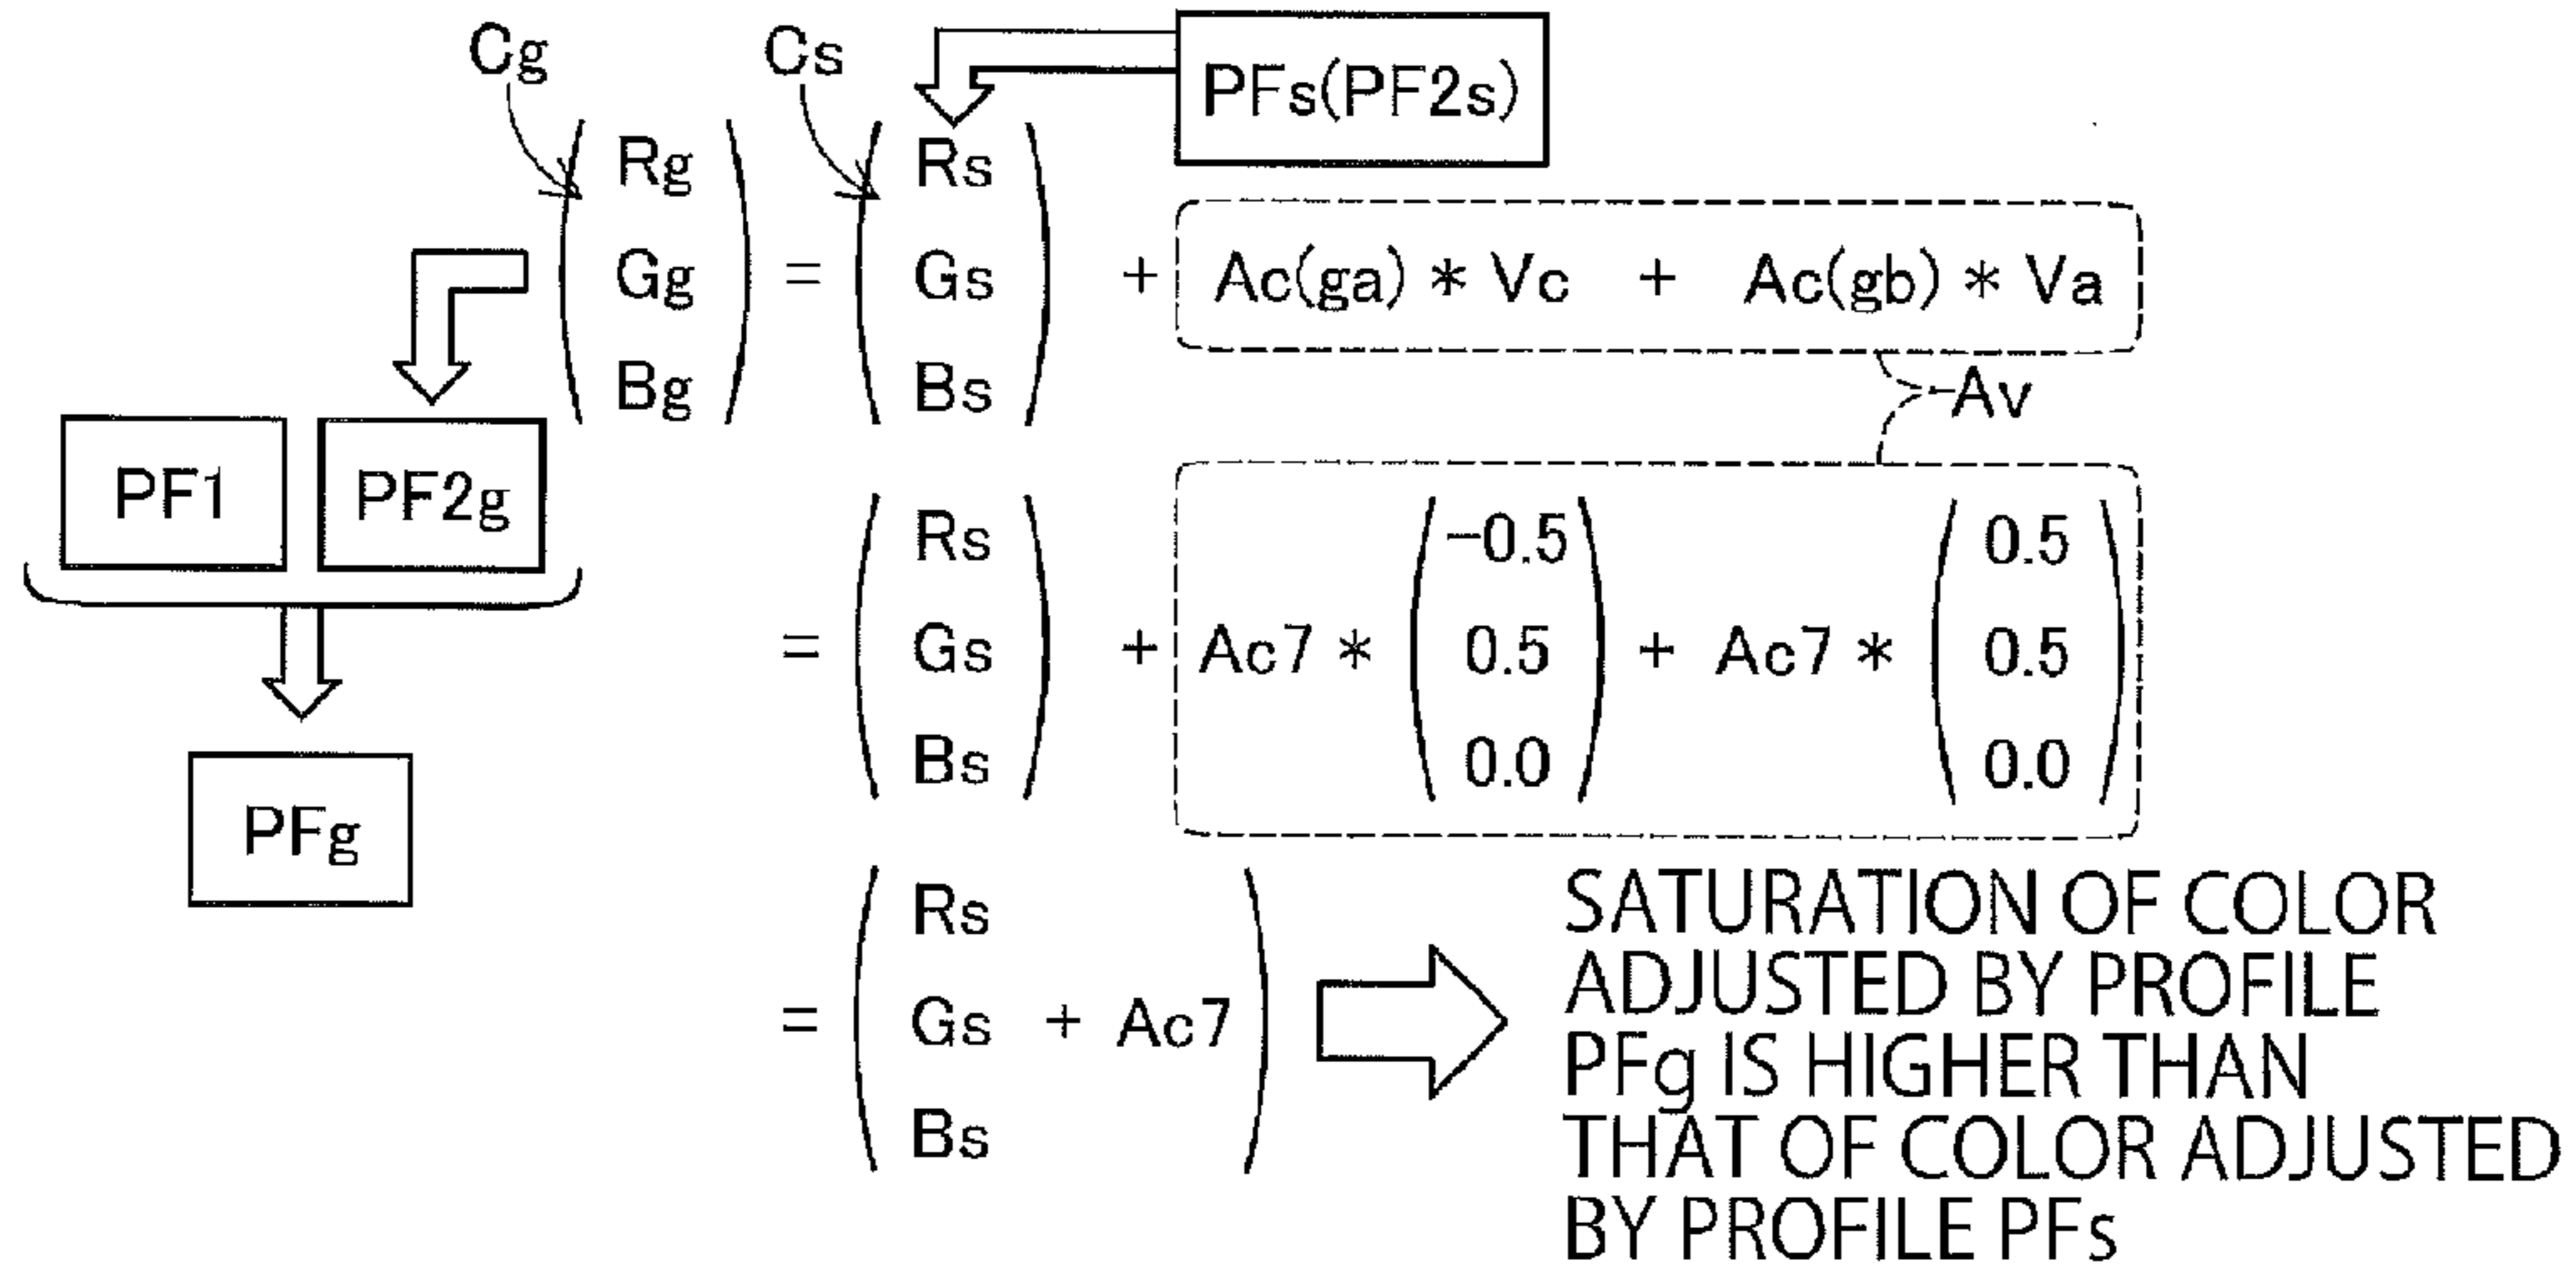 Cg Cs PFs(PF2s)
Rg Rs
Gg = Gs + Ac(ga) * Vc + Ac(gb) * Va
Bg Bs
Av
PF1 PF2g
Rs -0.5 0.5
= Gs + Ac7 * 0.5 + Ac7 * 0.5
Bs 0.0 0.0
PFg
Rs
= Gs + Ac7
Bs
SATURATION OF COLOR
ADJUSTED BY PROFILE
PFg IS HIGHER THAN
THAT OF COLOR ADJUSTED
BY PROFILE PFs